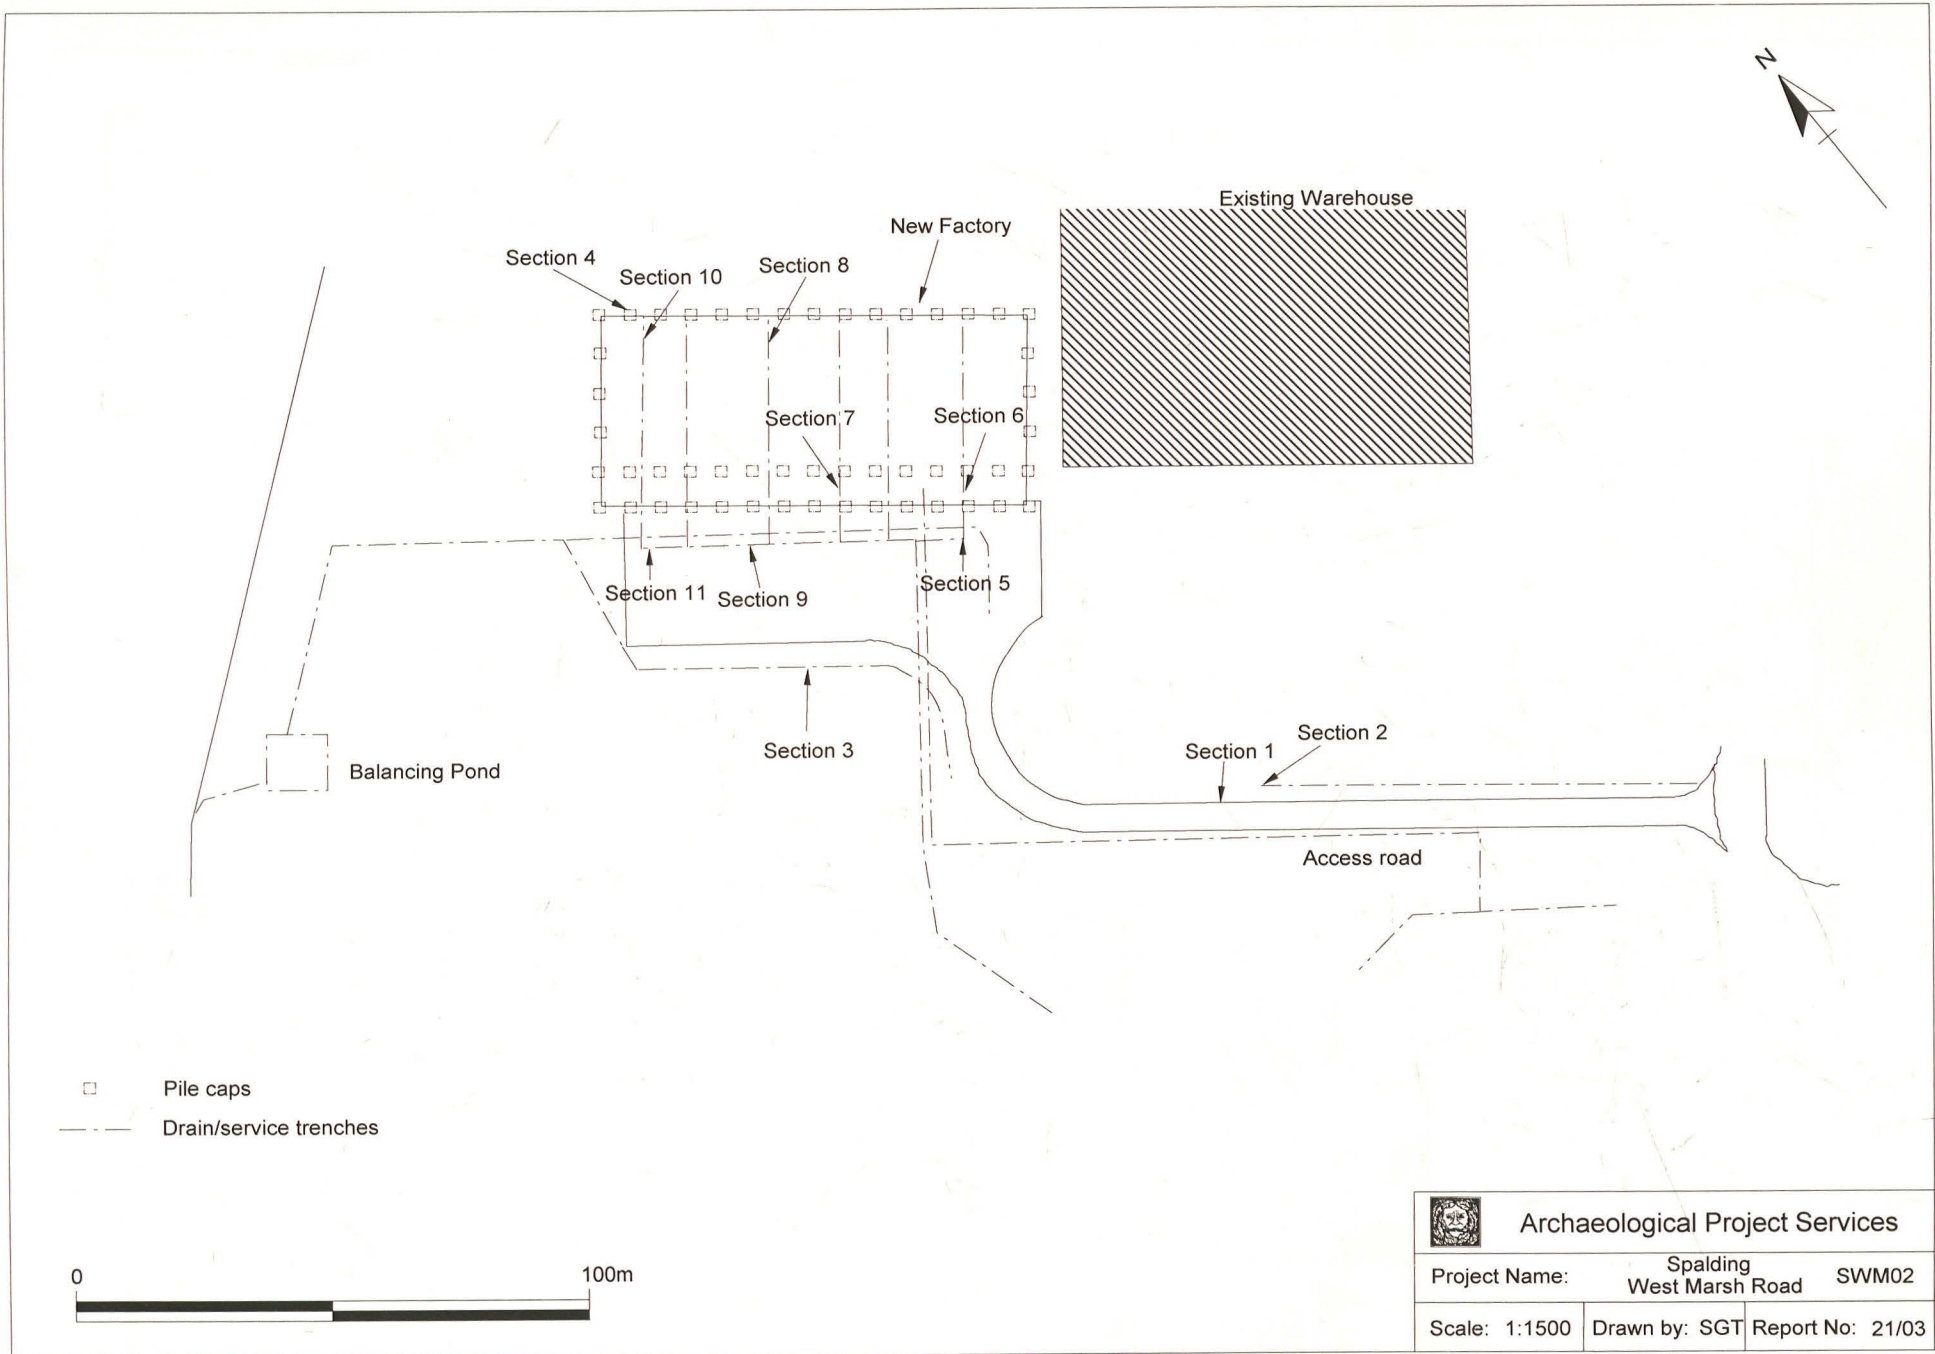 N
Existing Warehouse
New Factory
Section 4
Section 10
Section 8
Section 7
Section 6
Section 11
Section 9
Section 5
Section 3
Section 1
Section 2
Balancing Pond
Access road
Pile caps
Drain/service trenches
0
100m
Archaeological Project Services
Project Name:
Spalding
West Marsh Road
SWM02
Scale: 1:1500
Drawn by: SGT
Report No: 21/03